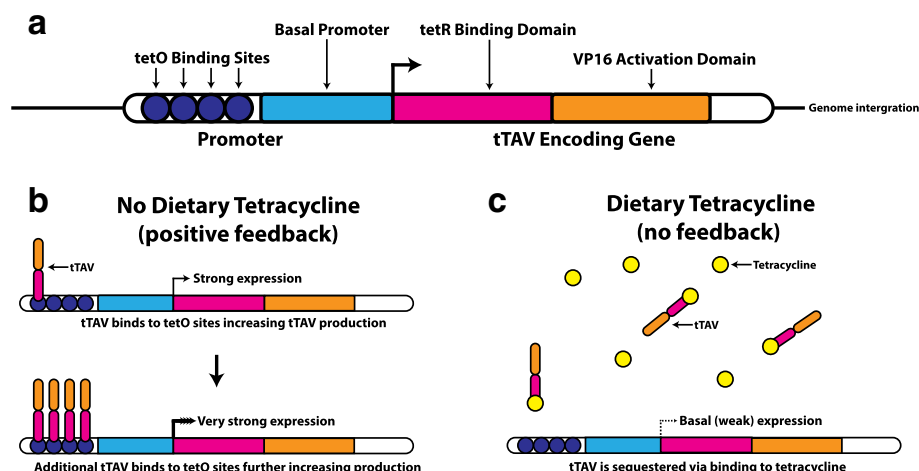 a
Basal Promoter
tetR Binding Domain
tetO Binding Sites
VP16 Activation Domain
Genome intergration
Promoter
tTAV Encoding Gene
b
No Dietary Tetracycline
(positive feedback)
tTAV
Strong expression
tTAV binds to tetO sites increasing tTAV production
Very strong expression
Additional tTAV binds to tetO sites further increasing production
c
Dietary Tetracycline
(no feedback)
Tetracycline
tTAV
Basal (weak) expression
tTAV is sequestered via binding to tetracycline